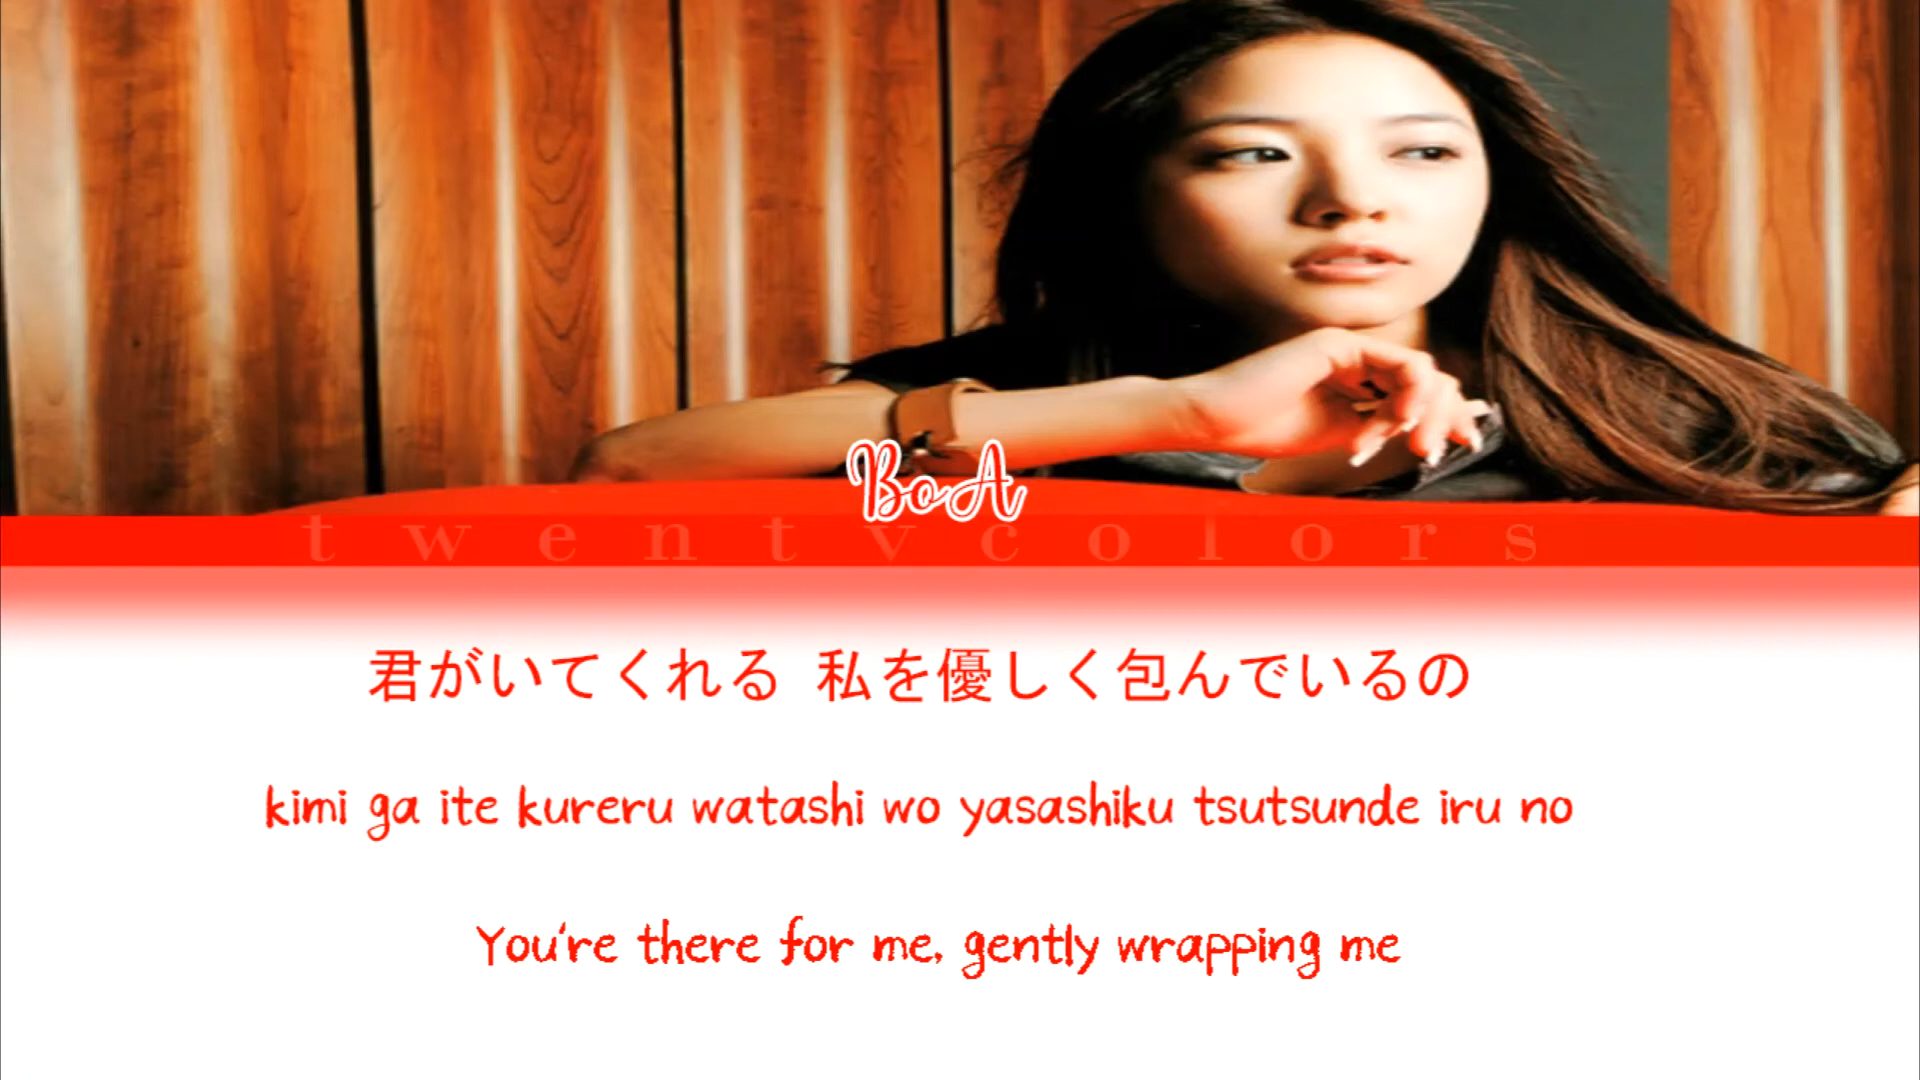 BoA
twentycolors
君がいてくれる 私を優しく包んでいるの
kimi ga ite kureru watashi wo yasashiku tsutsunde iru no
You're there for me, gently wrapping me